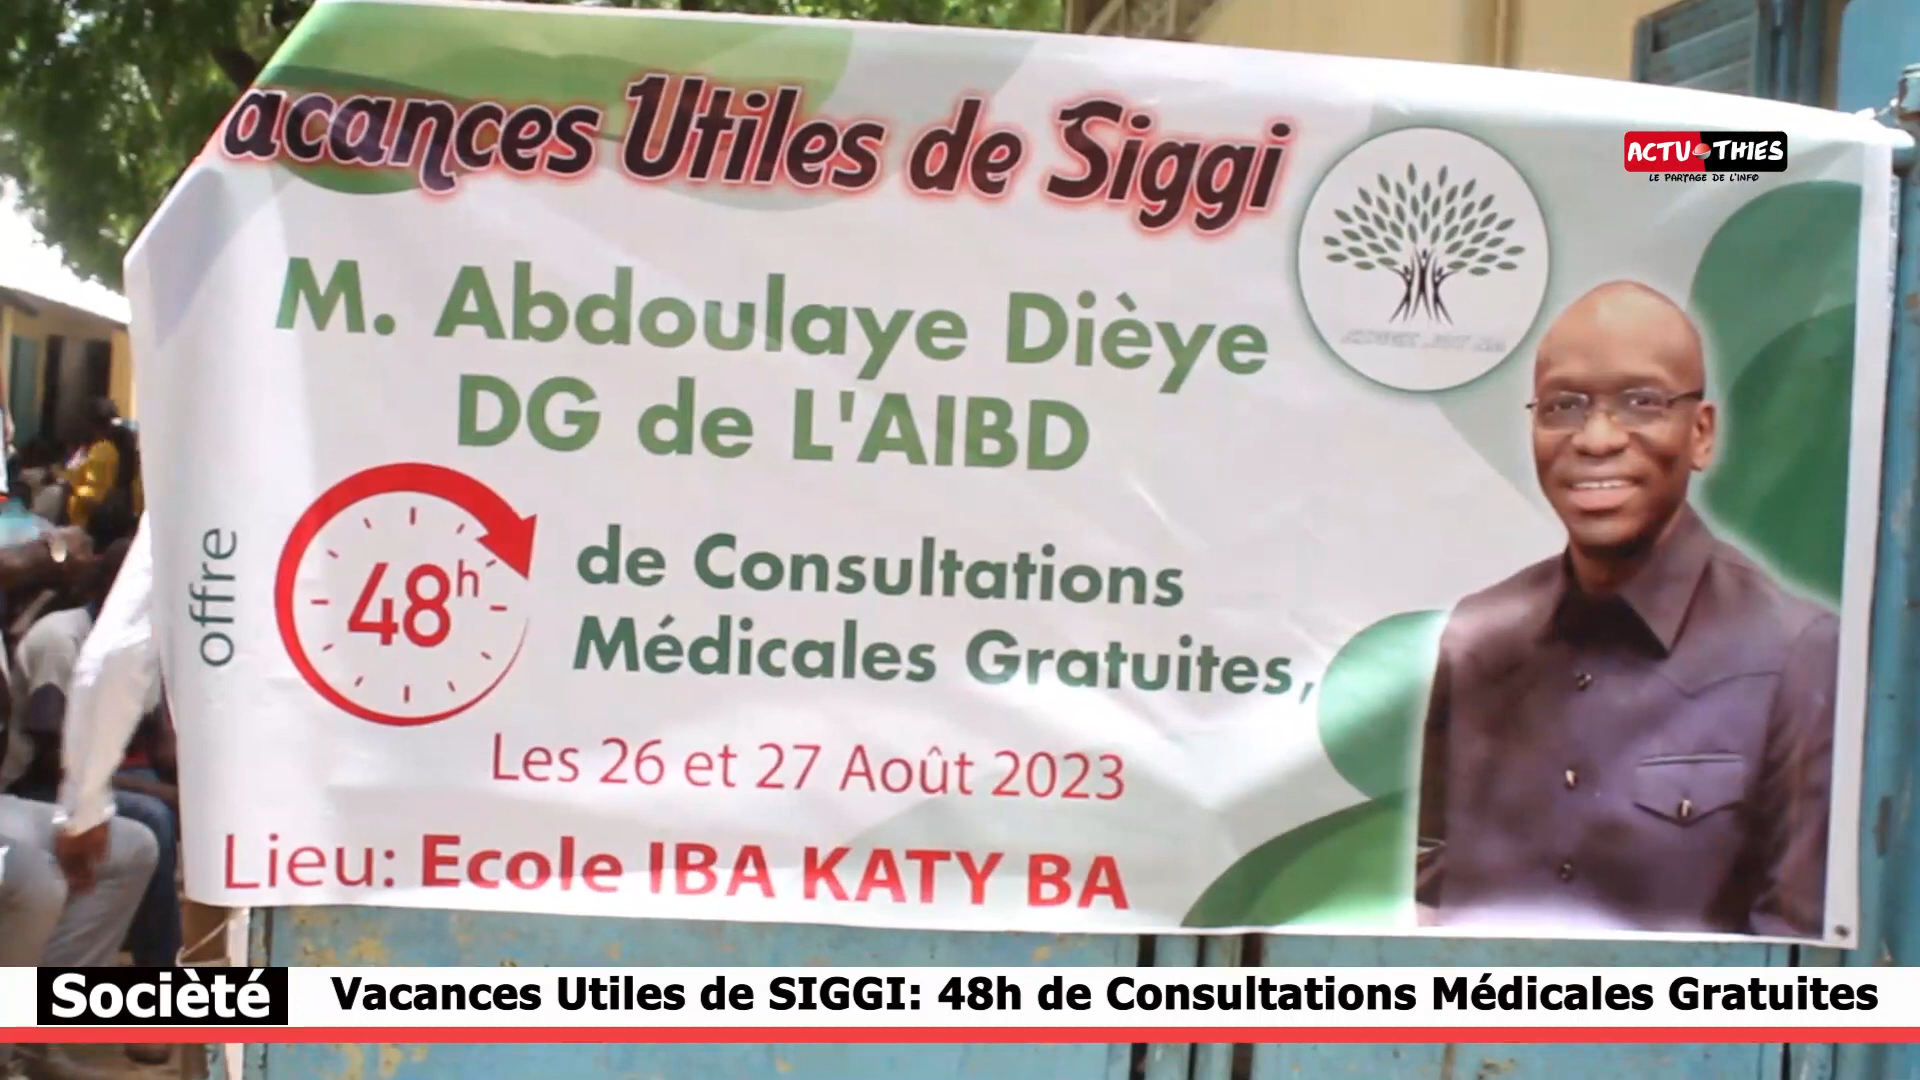 acances Utiles de Siggi
ACTU THIES
LE PARTAGE DE L'INFO
M. Abdoulaye Dièye
DG de L'AIBD
offre
48h
de Consultations
Médicales Gratuites,
Les 26 et 27 Août 2023
Lieu: Ecole IBA KATY BA
Socièté
Vacances Utiles de SIGGI: 48h de Consultations Médicales Gratuites